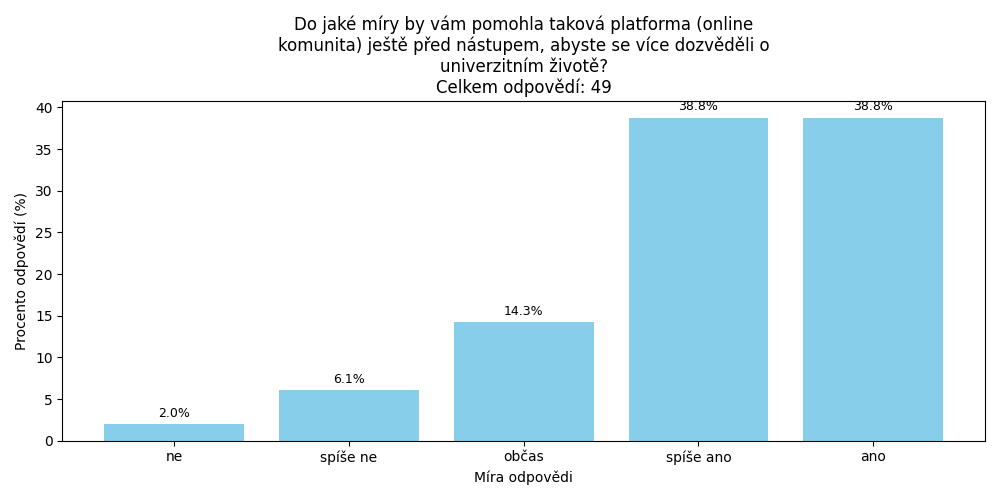 Do jaké míry by vám pomohla taková platforma (online
komunita) ještě před nástupem, abyste se více dozvěděli o
univerzitním životě?
Celkem odpovědí: 49
Procento odpovědí (%)
40
35
30
25
20
15
10
5
0
2.0%
6.1%
14.3%
38.8%
38.8%
ne
spíše ne
občas
spíše ano
ano
Míra odpovědi